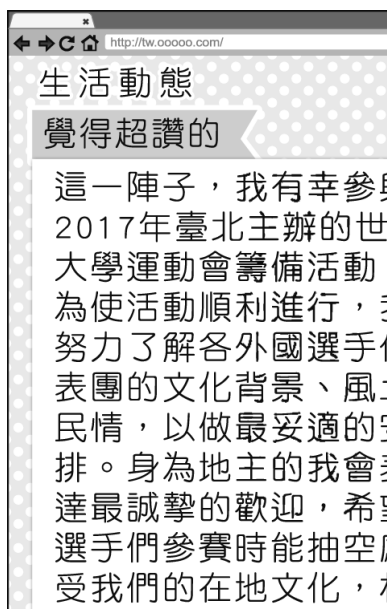 http://tw.ooooo.com/
生活動態
覺得超讚的
這一陣子，我有幸參
2017年臺北主辦的世
大學運動會籌備活動
為使活動順利進行，
努力了解各外國選手
表團的文化背景、風
民情，以做最妥適的
排。身為地主的我會
達最誠摯的歡迎，希
選手們參賽時能抽空
受我們的在地文化，